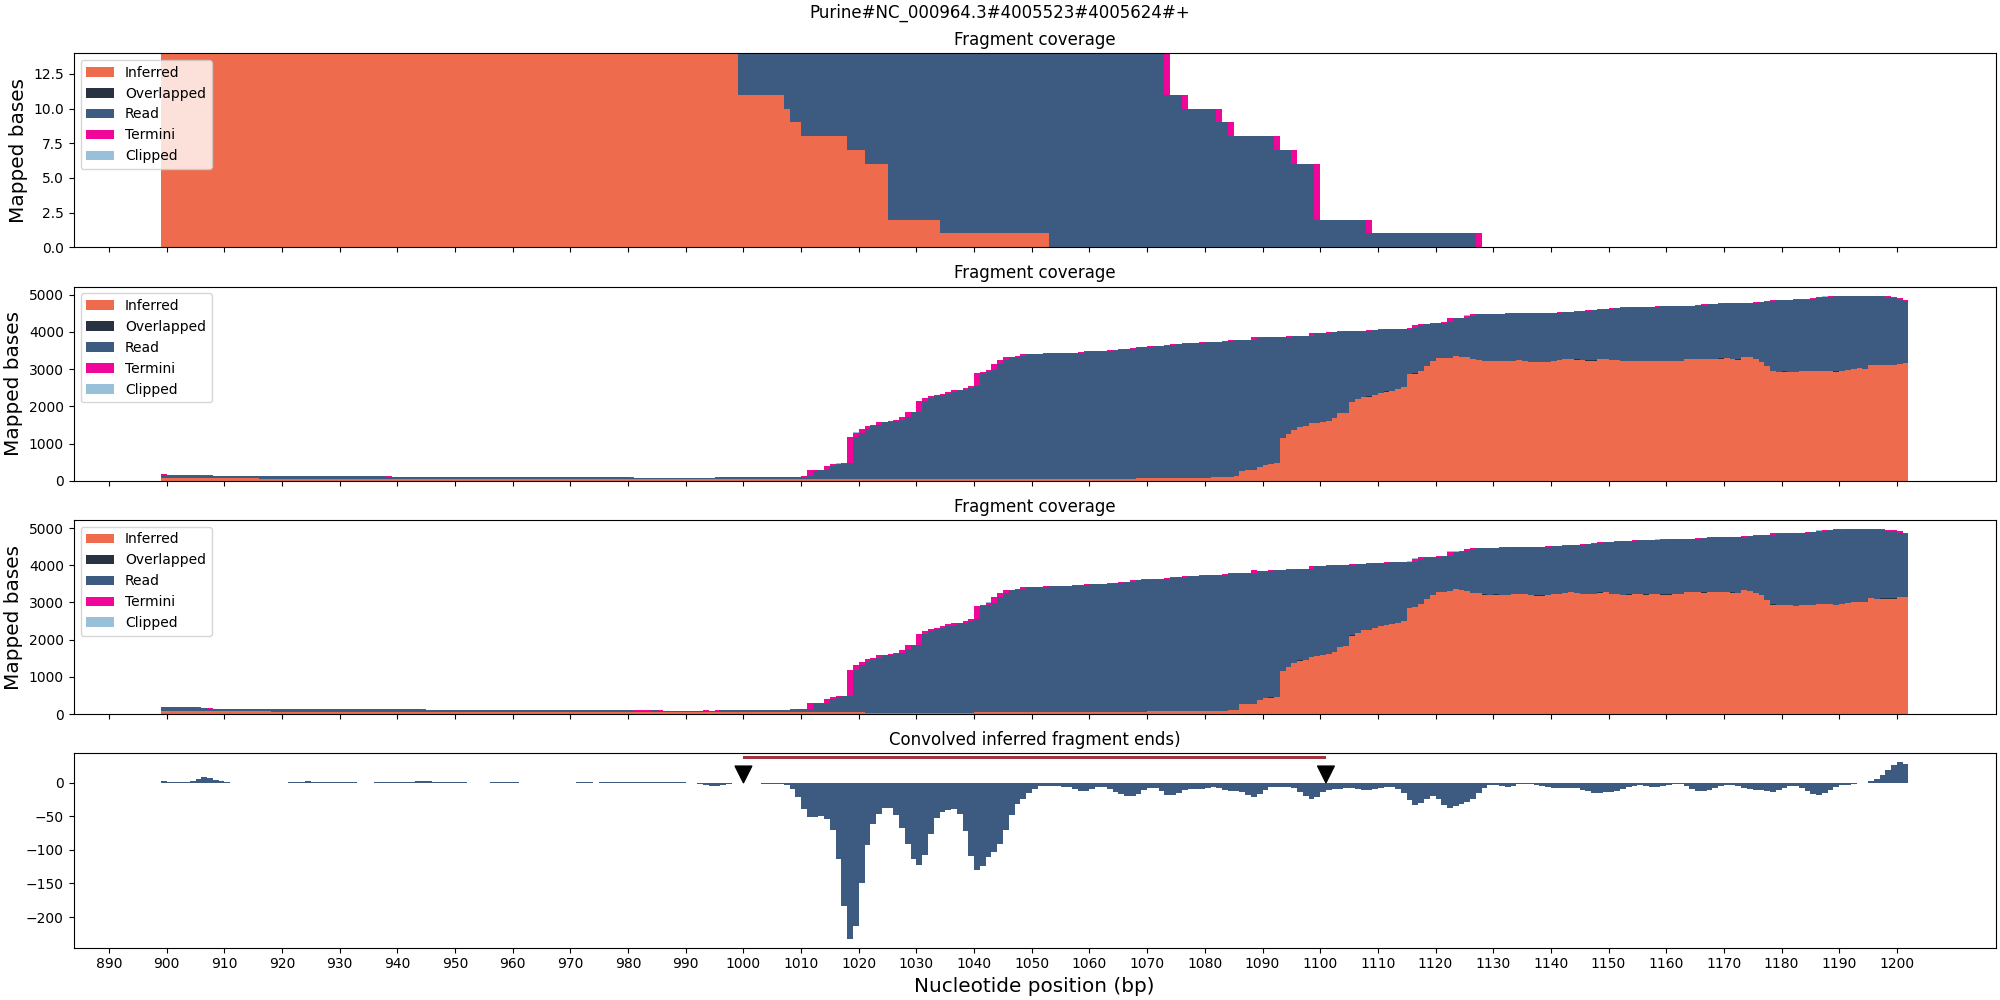 Purine#NC_000964.3#4005523#4005624#+
Fragment coverage
Mapped bases
12.5
10.0
7.5
5.0
2.5
0.0
Inferred
Overlapped
Read
Termini
Clipped
Fragment coverage
Mapped bases
5000
4000
3000
2000
1000
0
Inferred
Overlapped
Read
Termini
Clipped
Fragment coverage
Mapped bases
5000
4000
3000
2000
1000
0
Inferred
Overlapped
Read
Termini
Clipped
Convolved inferred fragment ends)
0
−50
−100
−150
−200
890 900 910 920 930 940 950 960 970 980 990 1000 1010 1020 1030 1040 1050 1060 1070 1080 1090 1100 1110 1120 1130 1140 1150 1160 1170 1180 1190 1200
Nucleotide position (bp)